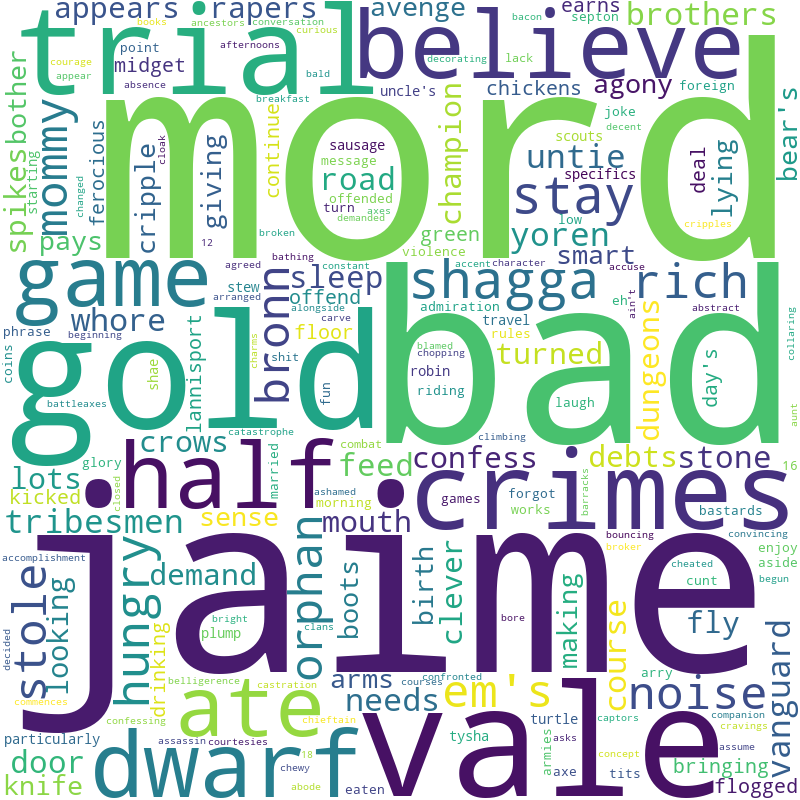 appears
rapers
avenge
earns
brothers
books
ancestors
conversation
curious
septon
trial
believe
courage
point
afternoons
bald
decorating
lack
foreign
appear
midget
absence
breakfast
uncle's
chickens
agony
bother
spikes
starting
mommy
changed
ferocious
mord
cripple
cloak
giving
continue
sausage
message
road
offended
turn
demanded
axes
champion
untie
scouts
joke
decent
specifics
deal
lying
bear's
stay
low
cripples
pays
12
broken
violence
green
yoren
smart
game
agreed
bathing
constant
accent
character
accuse
sleep
shagga
rich
ain't
stew
arranged
offend
alongside
admiration
eh
abstract
whore
bronn
floor
carve
travel
rules
dungeons
collaring
phrase
beginning
lannisport
charms
shit
blamed
chopping
turned
coins
gold
bad
shae
fun
robin
riding
laugh
day's
battleaxes
aunt
crows
catastrophe
climbing
half
combat
feed
confess
debts
stone
lots
glory
married
16
kicked
closed
ashamed
morning
games
forgot
crimes
barracks
bastards
tribesmen
sense
mouth
works
bouncing
convincing
jaime
booker
enjoy
accomplishment
hungry
demand
orphan
boots
birth
clever
making
cheated
aside
cunt
begun
stole
looking
bright
plump
clans
bore
fly
decided
drinking
belligerence
arms
confronted
course
arry
vanguard
commences
ate
castration
courses
needs
em's
noise
companion
confessing
chieftain
vale
turtle
captors
cravings
particularly
assassin
courtesies
tysha
armies
asks
assume
door
dwarf
18
axe
concept
bringing
knife
chewy
abode
eaten
tits
flogged